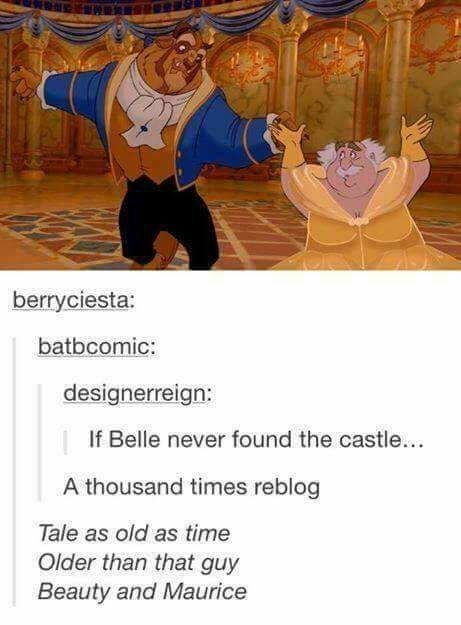 berryciesta:
batbcomic:
designerreign:
If Belle never found the castle...
A thousand times reblog
Tale as old as time
Older than that guy
Beauty and Maurice